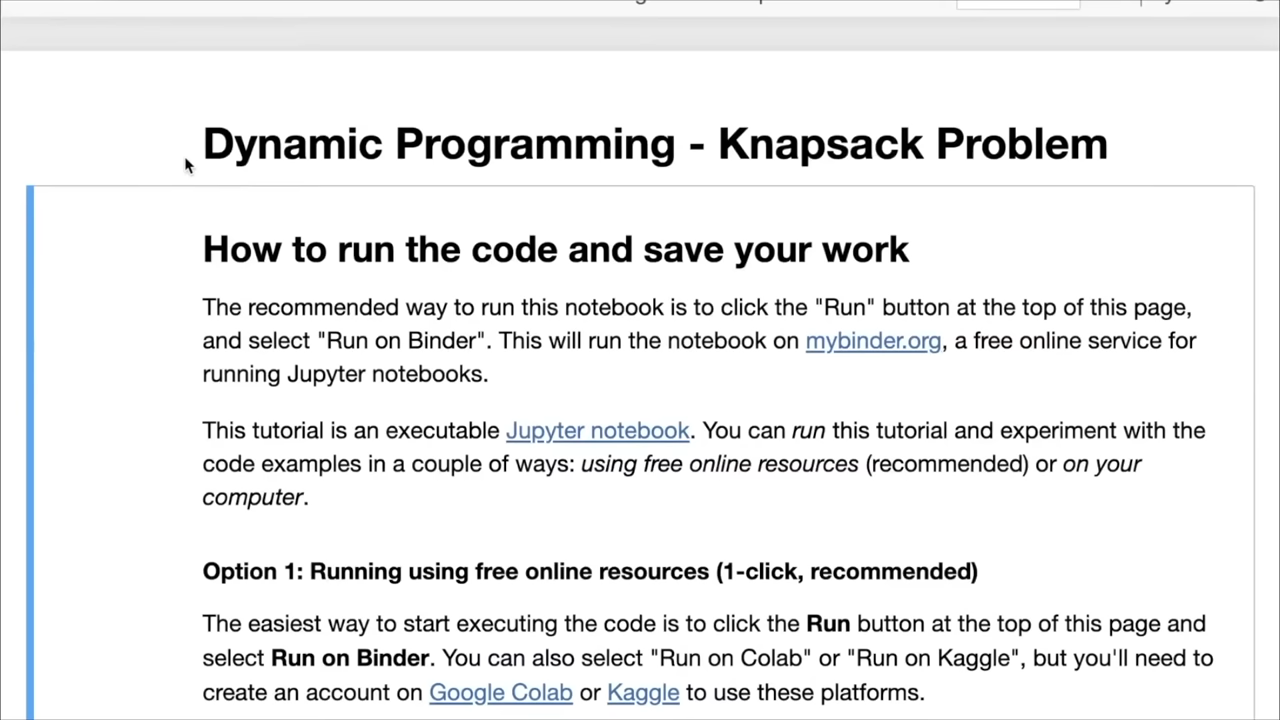 Dynamic Programming - Knapsack Problem
How to run the code and save your work
The recommended way to run this notebook is to click the "Run" button at the top of this page,
and select "Run on Binder". This will run the notebook on mybinder.org, a free online service for
running Jupyter notebooks.
This tutorial is an executable Jupyter notebook. You can run this tutorial and experiment with the
code examples in a couple of ways: using free online resources (recommended) or on your
computer.
Option 1: Running using free online resources (1-click, recommended)
The easiest way to start executing the code is to click the Run button at the top of this page and
select Run on Binder. You can also select "Run on Colab" or "Run on Kaggle", but you'll need to
create an account on Google Colab or Kaggle to use these platforms.